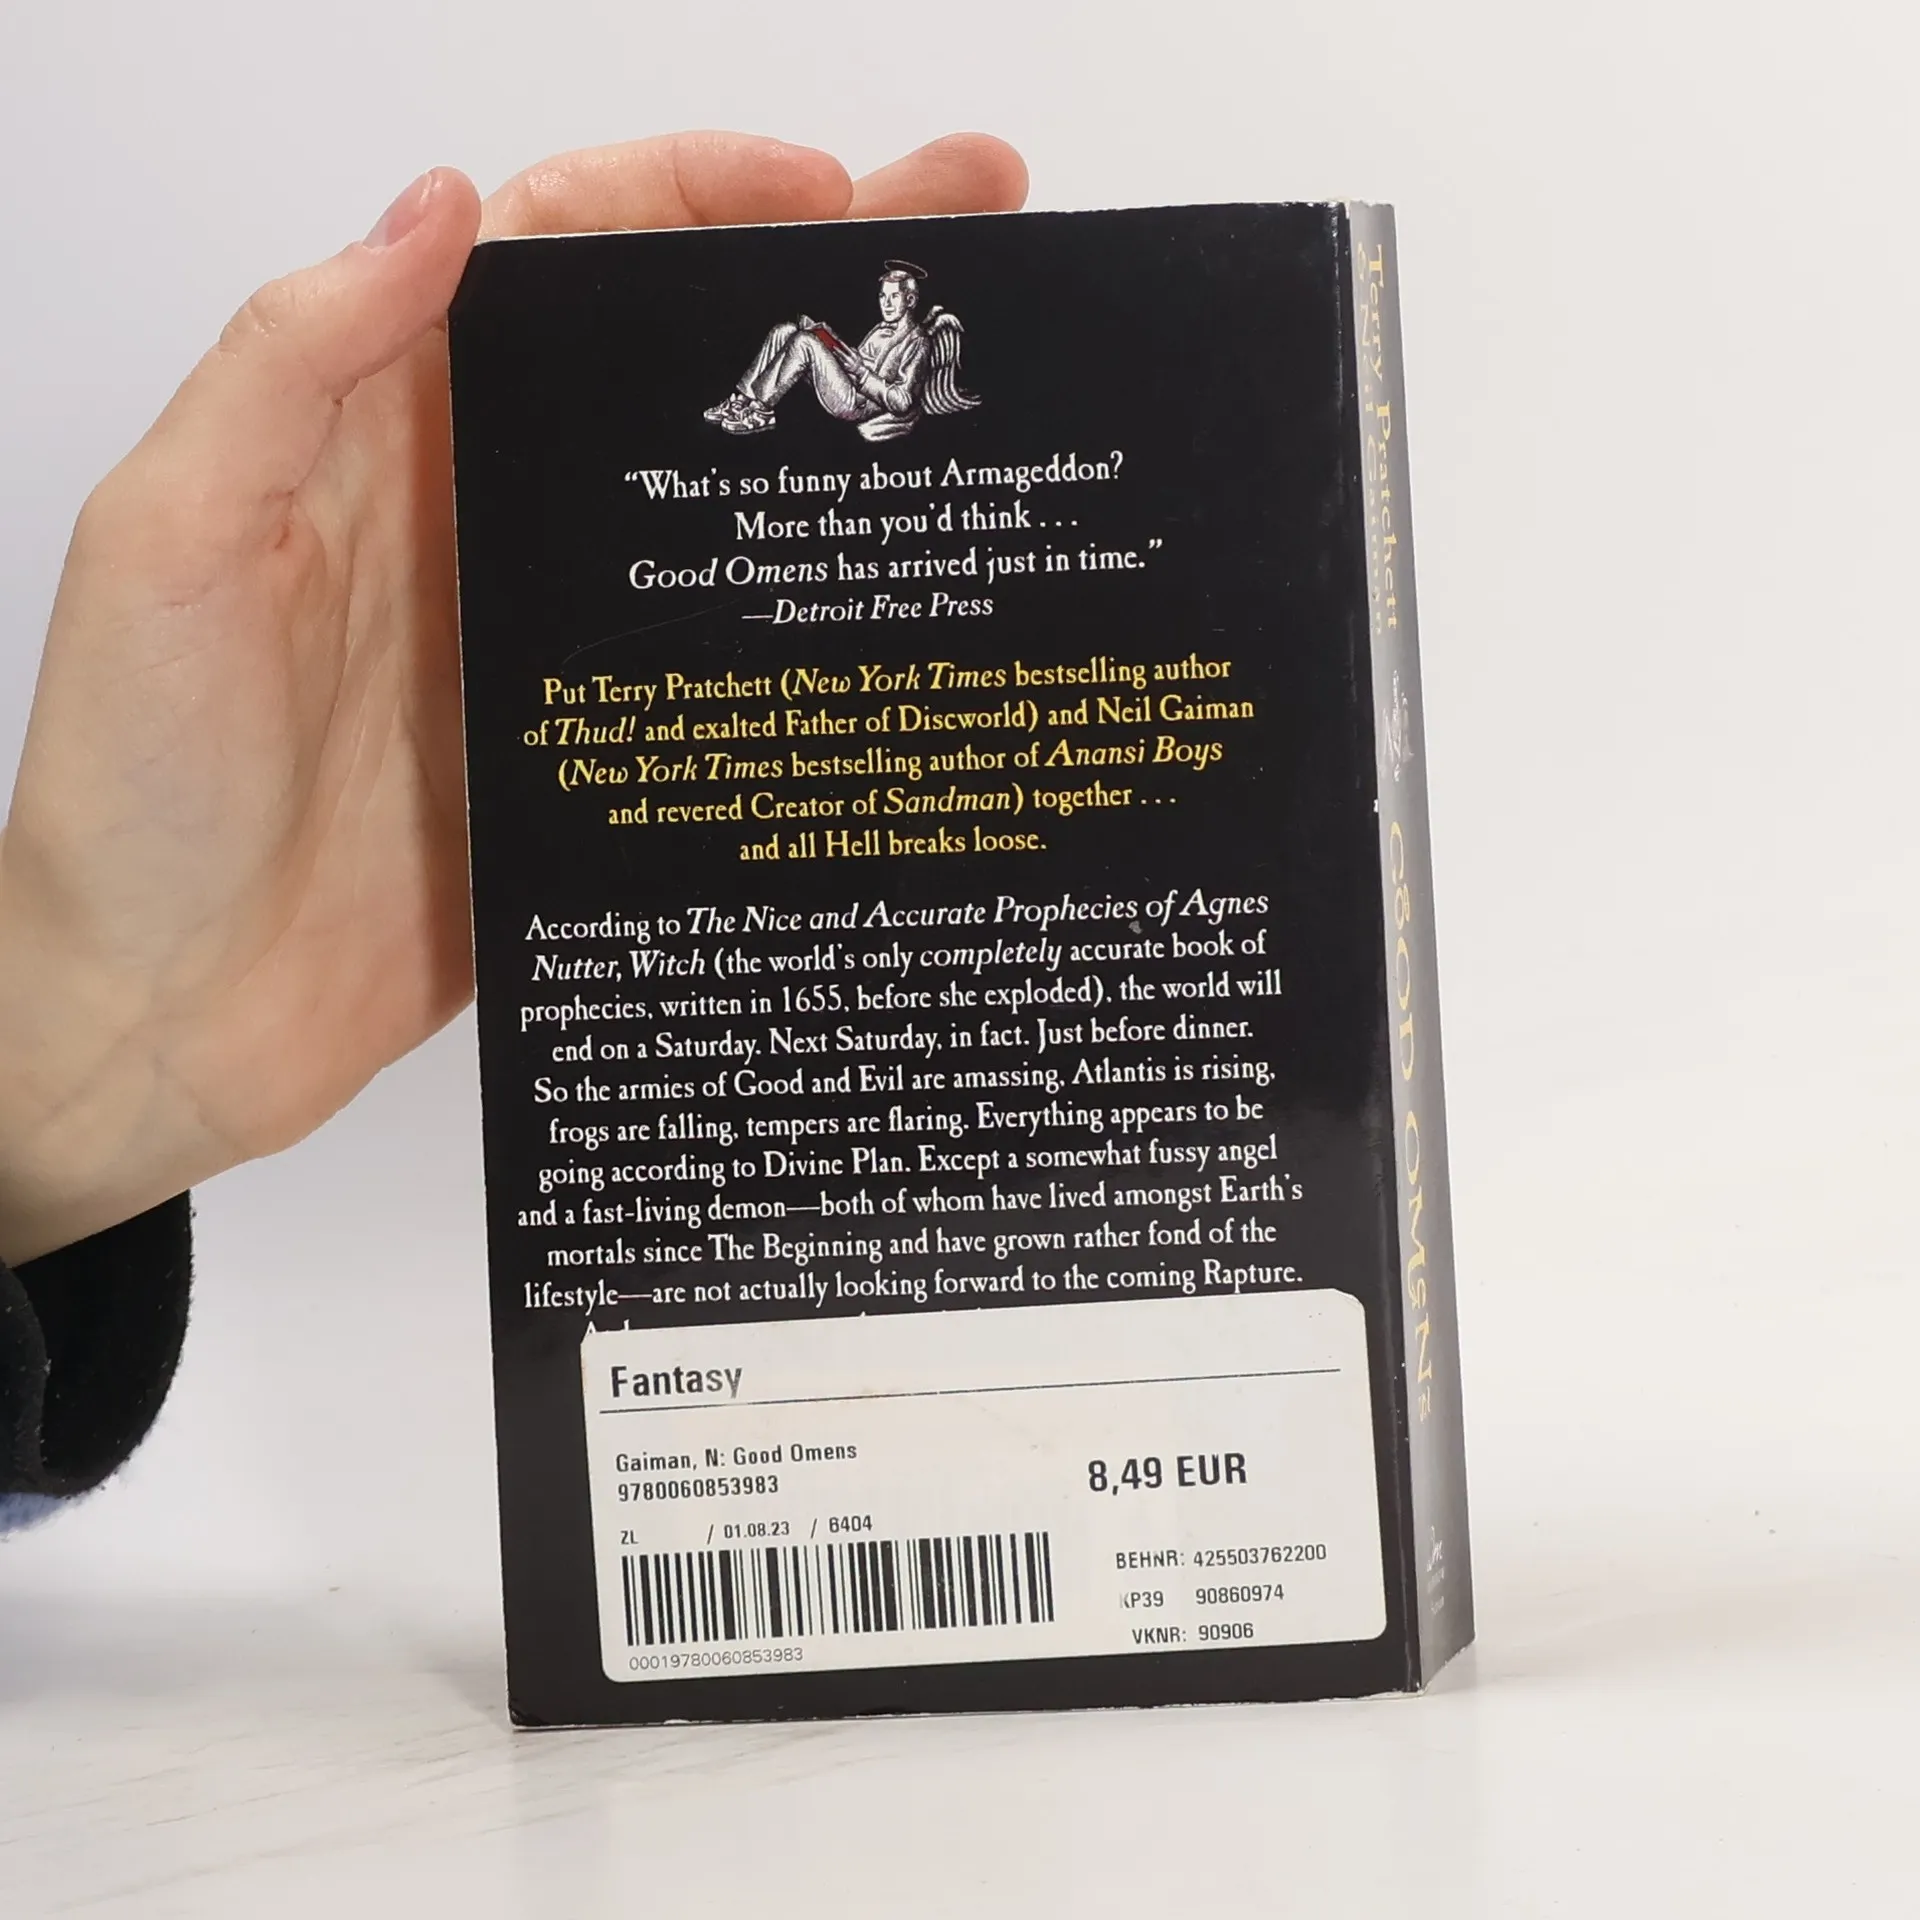 “What's so funny about Armageddon?
More than you'd think . . .
Good Omens has arrived just in time.”
—Detroit Free Press
Put Terry Pratchett (New York Times bestselling author
of Thud! and exalted Father of Discworld) and Neil Gaiman
(New York Times bestselling author of Anansi Boys
and revered Creator of Sandman) together . . .
and all Hell breaks loose.
According to The Nice and Accurate Prophecies of Agnes
Nutter, Witch (the world's only completely accurate book of
prophecies, written in 1655, before she exploded), the world will
end on a Saturday. Next Saturday, in fact. Just before dinner.
So the armies of Good and Evil are amassing, Atlantis is rising,
frogs are falling, tempers are flaring. Everything appears to be
going according to Divine Plan. Except a somewhat fussy angel
and a fast-living demon—both of whom have lived amongst Earth's
mortals since The Beginning and have grown rather fond of the
lifestyle—are not actually looking forward to the coming Rapture.
Fantasy
Gaiman, N: Good Omens
9780060853983
8,49 EUR
ZL / 01.08.23 / 6404
BEHNR: 425503762200
KP39 90860974
VKNR: 90906
00019780060853983
Terry Pratchett
& Neil Gaiman
GOOD OMENS